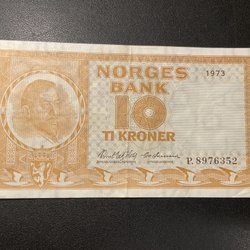 NORGES
BANK
1973
10
TI KRONER
P.8976352